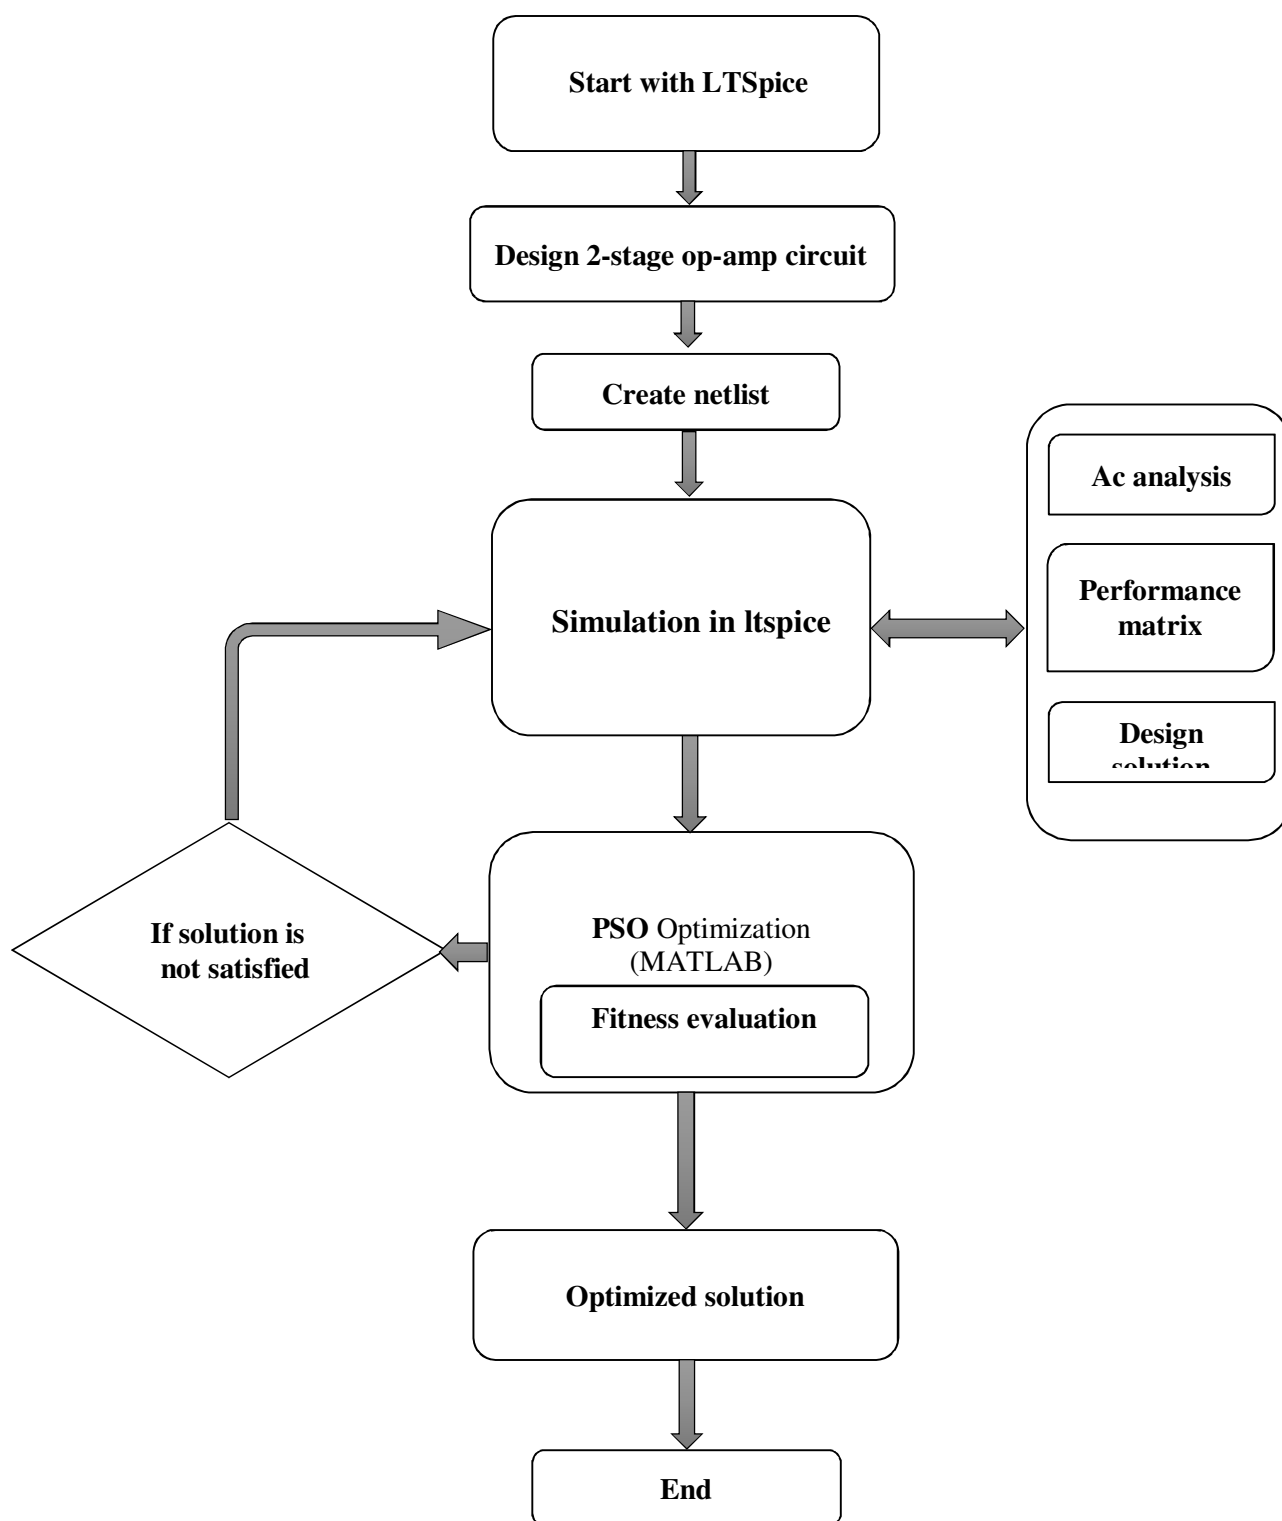 Start with LTSpice
Design 2-stage op-amp circuit
Create netlist
Ac analysis
Performance
matrix
Design
solution
Simulation in ltspice
If solution is
not satisfied
PSO Optimization
(MATLAB)
Fitness evaluation
Optimized solution
End